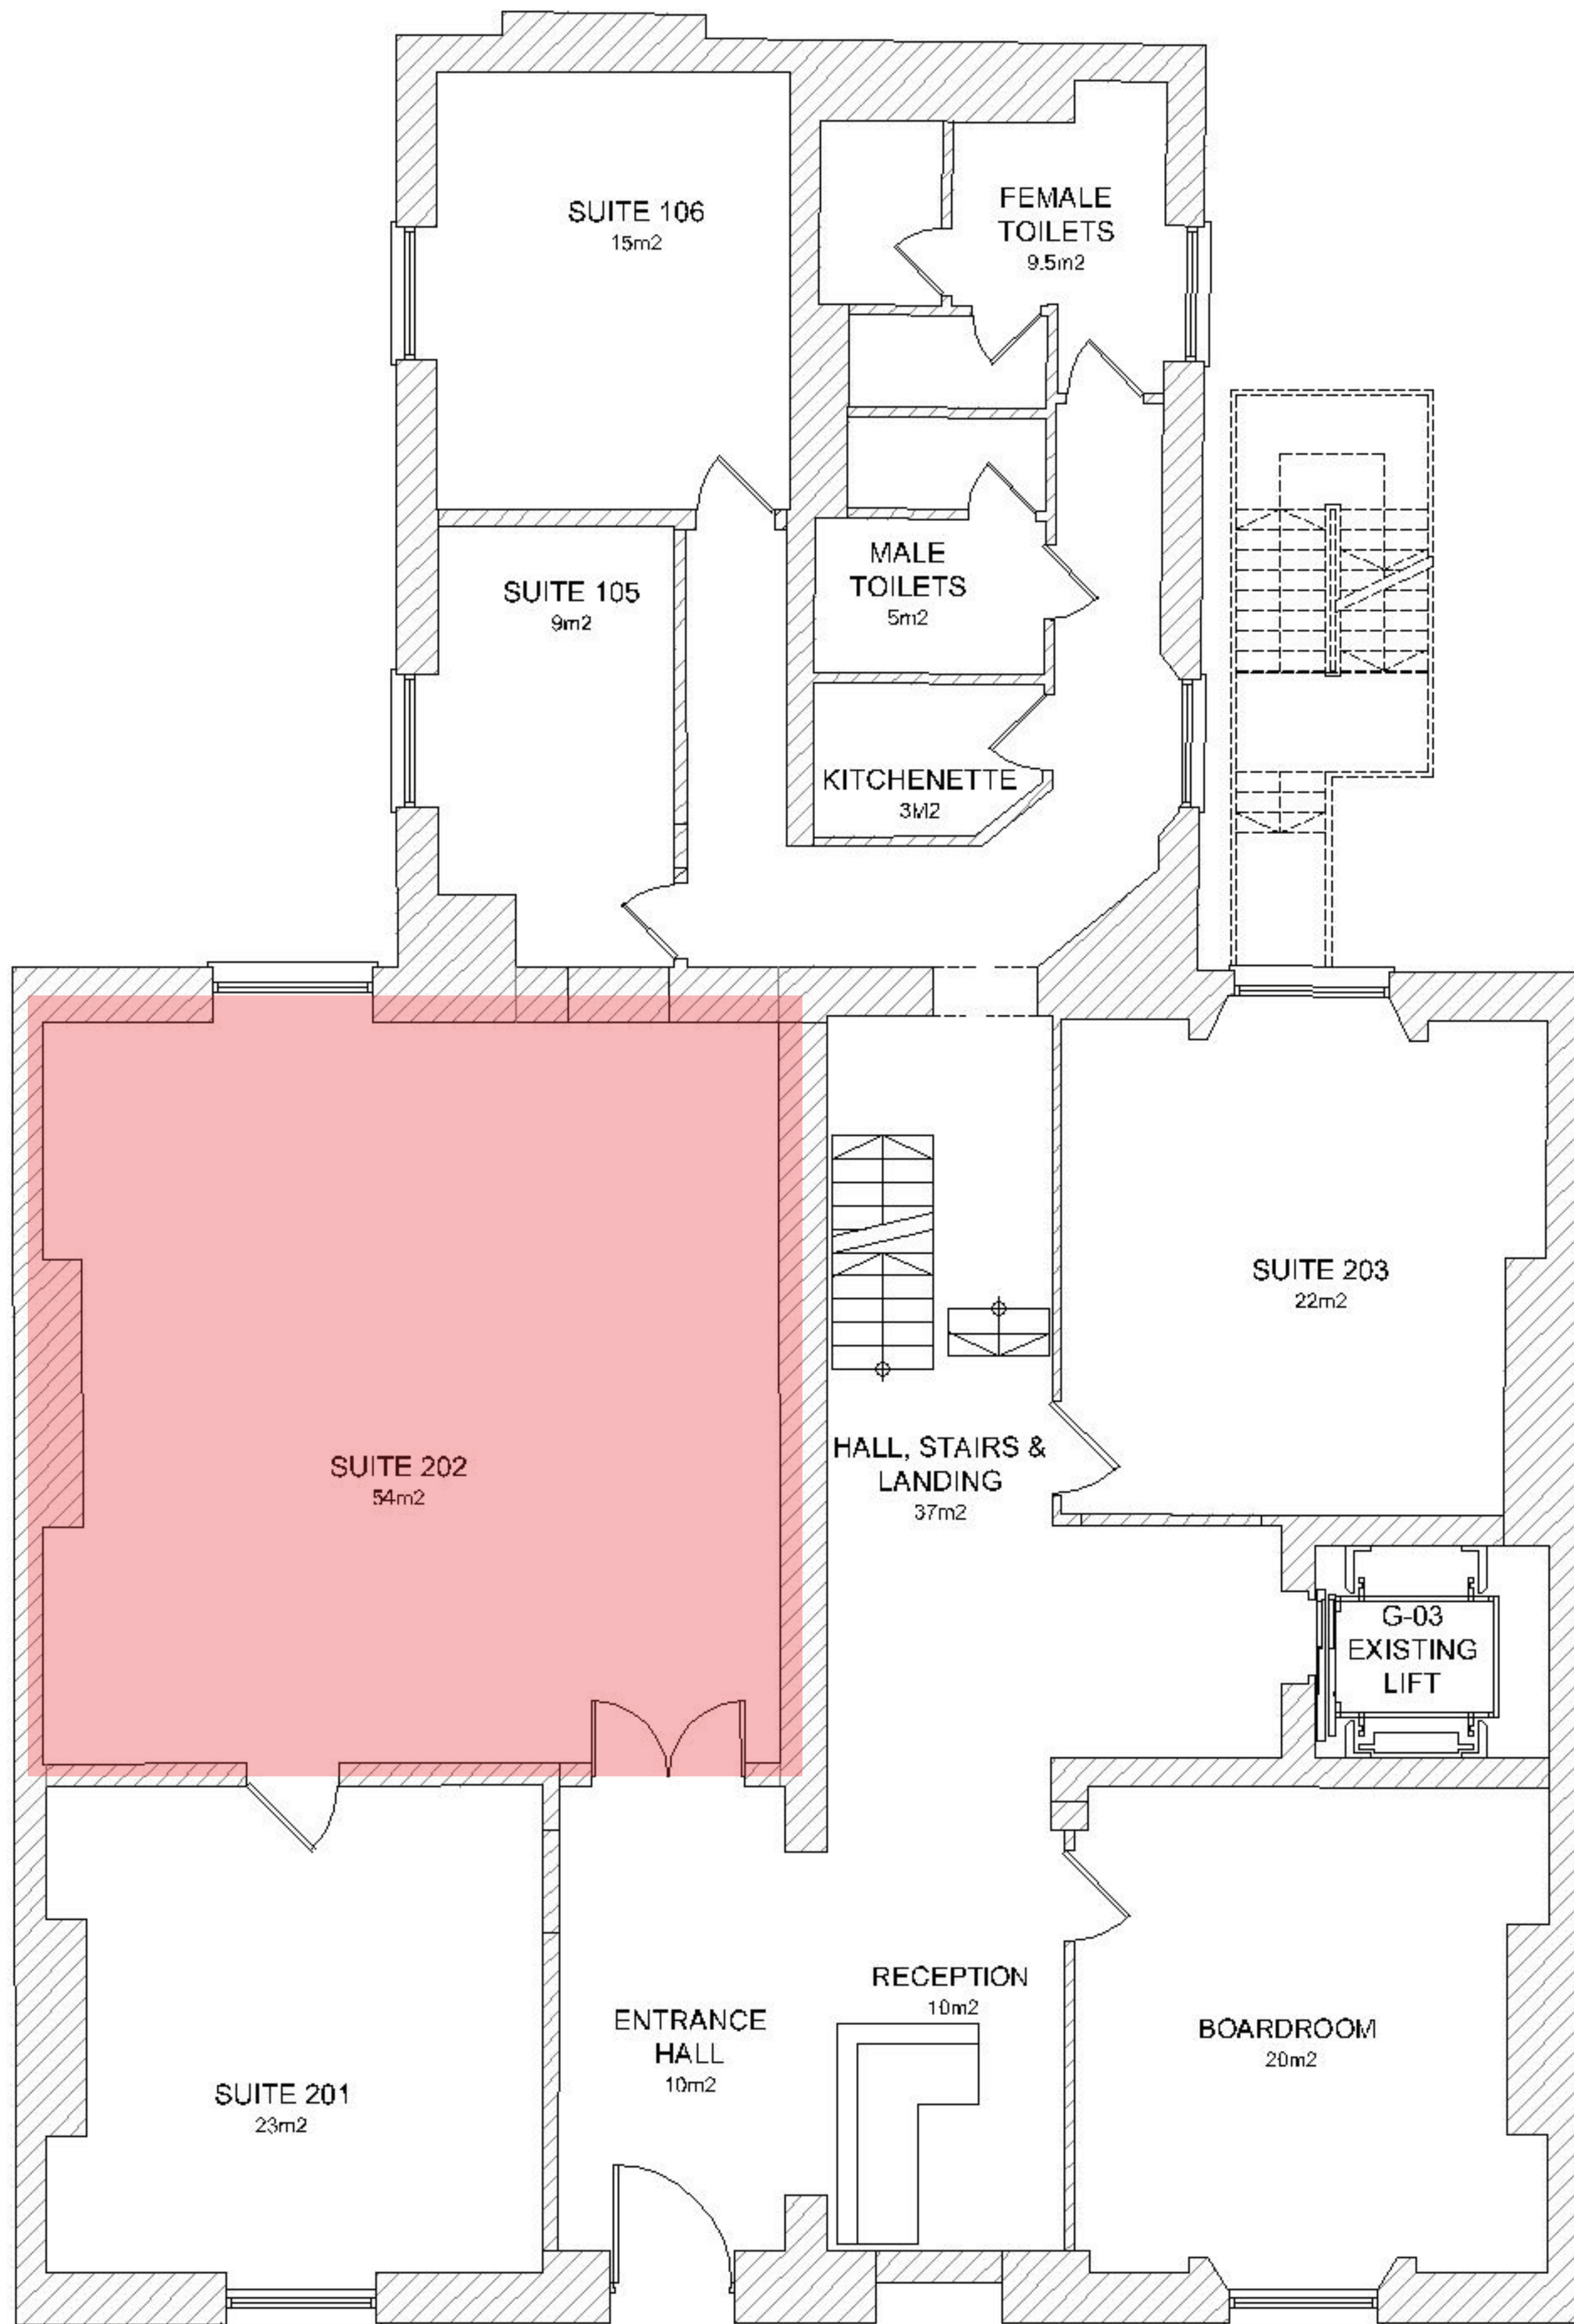 SUITE 106
15m2
FEMALE
TOILETS
9.5m2
SUITE 105
9m2
MALE
TOILETS
5m2
KITCHENETTE
3M2
SUITE 203
22m2
SUITE 202
54m2
HALL, STAIRS &
LANDING
37m2
G-03
EXISTING
LIFT
RECEPTION
10m2
ENTRANCE
HALL
10m2
BOARDROOM
20m2
SUITE 201
23m2